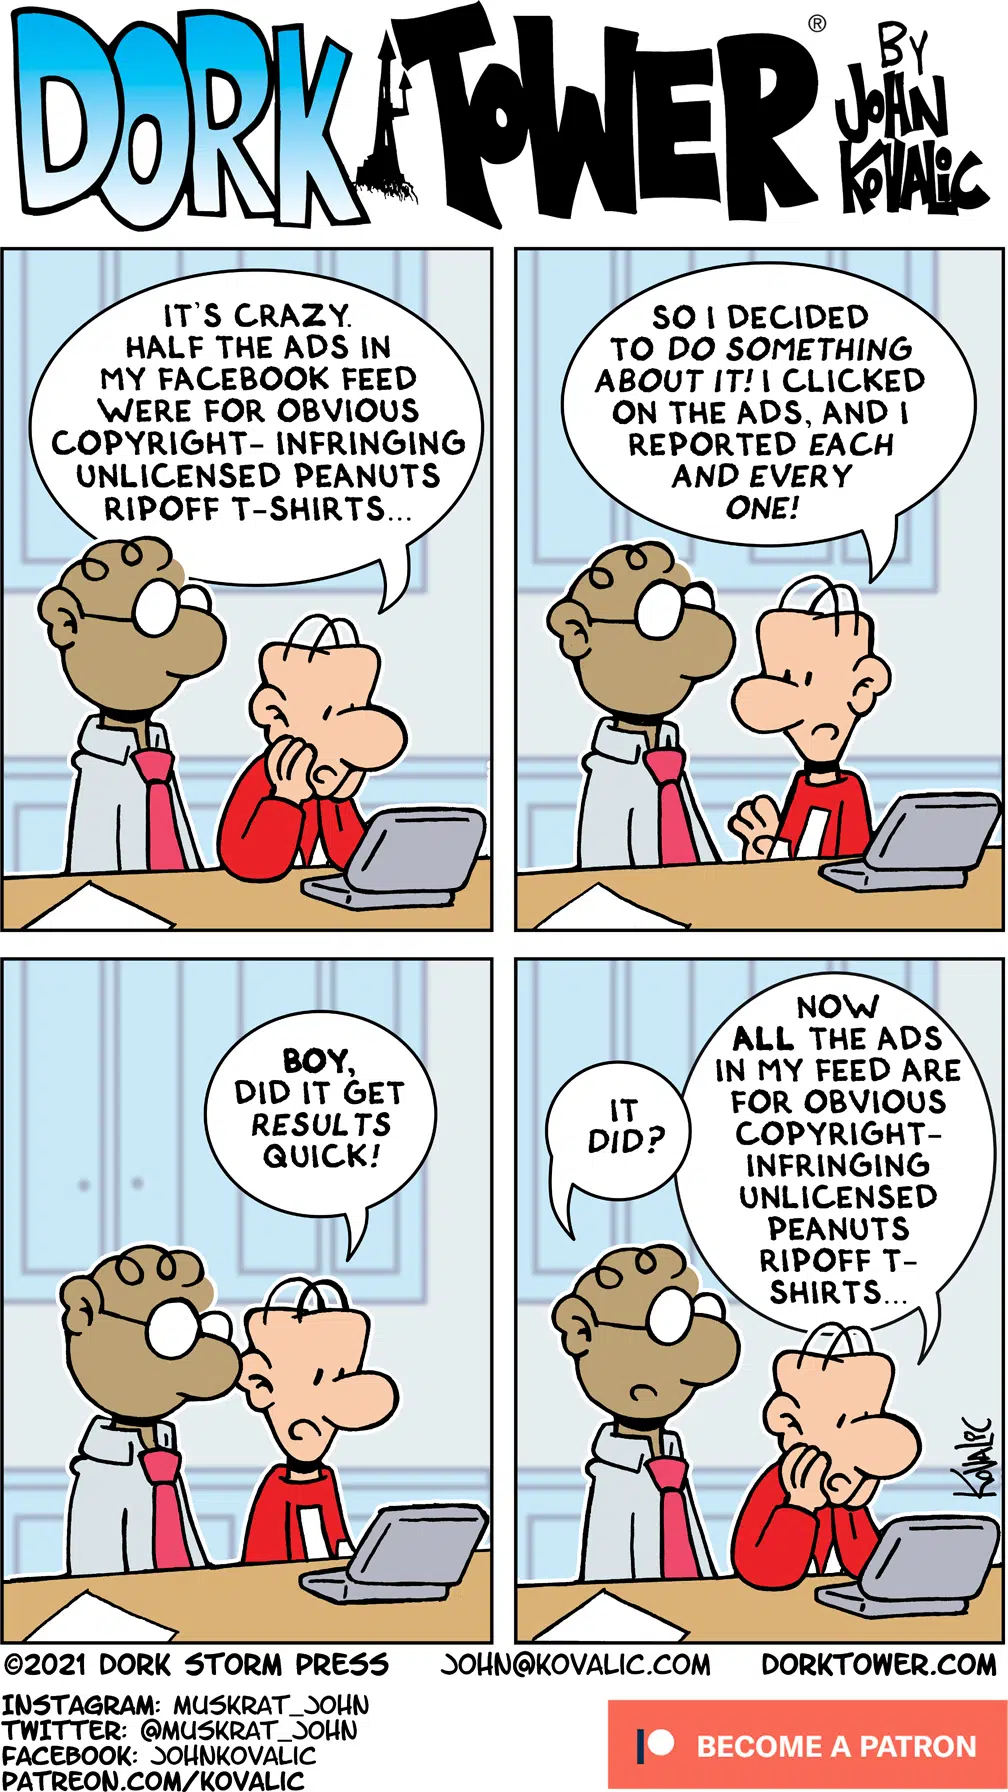 DORK TOWER ®
BY
JOHN
KOVALIC
IT'S CRAZY.
HALF THE ADS IN
MY FACEBOOK FEED
WERE FOR OBVIOUS
COPYRIGHT- INFRINGING
UNLICENSED PEANUTS
RIPOFF T-SHIRTS...
SO I DECIDED
TO DO SOMETHING
ABOUT IT! I CLICKED
ON THE ADS, AND I
REPORTED EACH
AND EVERY
ONE!
BOY,
DID IT GET
RESULTS
QUICK!
IT
DID?
NOW
ALL THE ADS
IN MY FEED ARE
FOR OBVIOUS
COPYRIGHT-
INFRINGING
UNLICENSED
PEANUTS
RIPOFF T-
SHIRTS...
KOVALIC
©2021 DORK STORM PRESS JOHN@KOVALIC.COM DORKTOWER.COM
INSTAGRAM: MUSKRAT_JOHN
TWITTER: @MUSKRAT_JOHN
FACEBOOK: JOHNKOVALIC
PATREON.COM/KOVALIC
BECOME A PATRON